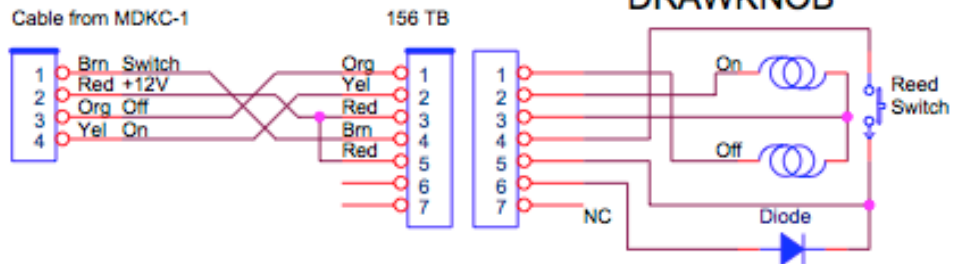 DRAWKNOB
Cable from MDKC-1
156 TB
1 Brn Switch
2 Red +12V
3 Org Off
4 Yel On
Org 1
Yel 2
Red 3
Brn 4
Red 5
6
7
1
2
3
4
5
6
7
NC
On
Off
Reed
Switch
Diode